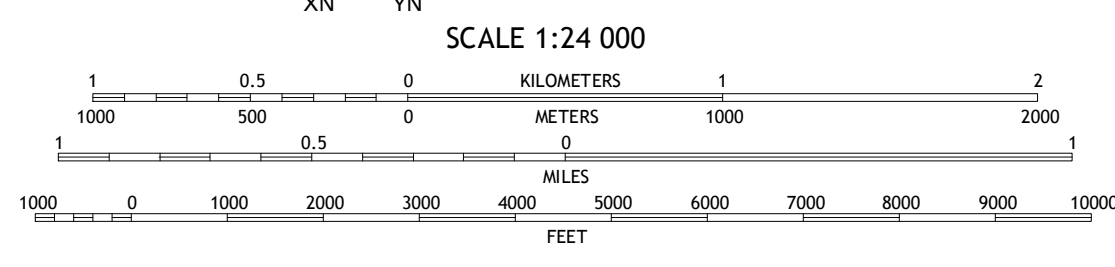 XN YN
SCALE 1:24 000
1 0.5 0 KILOMETERS 1 2
1000 500 0 METERS 1000 2000
1 0.5 0 1
MILES
1000 0 1000 2000 3000 4000 5000 6000 7000 8000 9000 10000
FEET